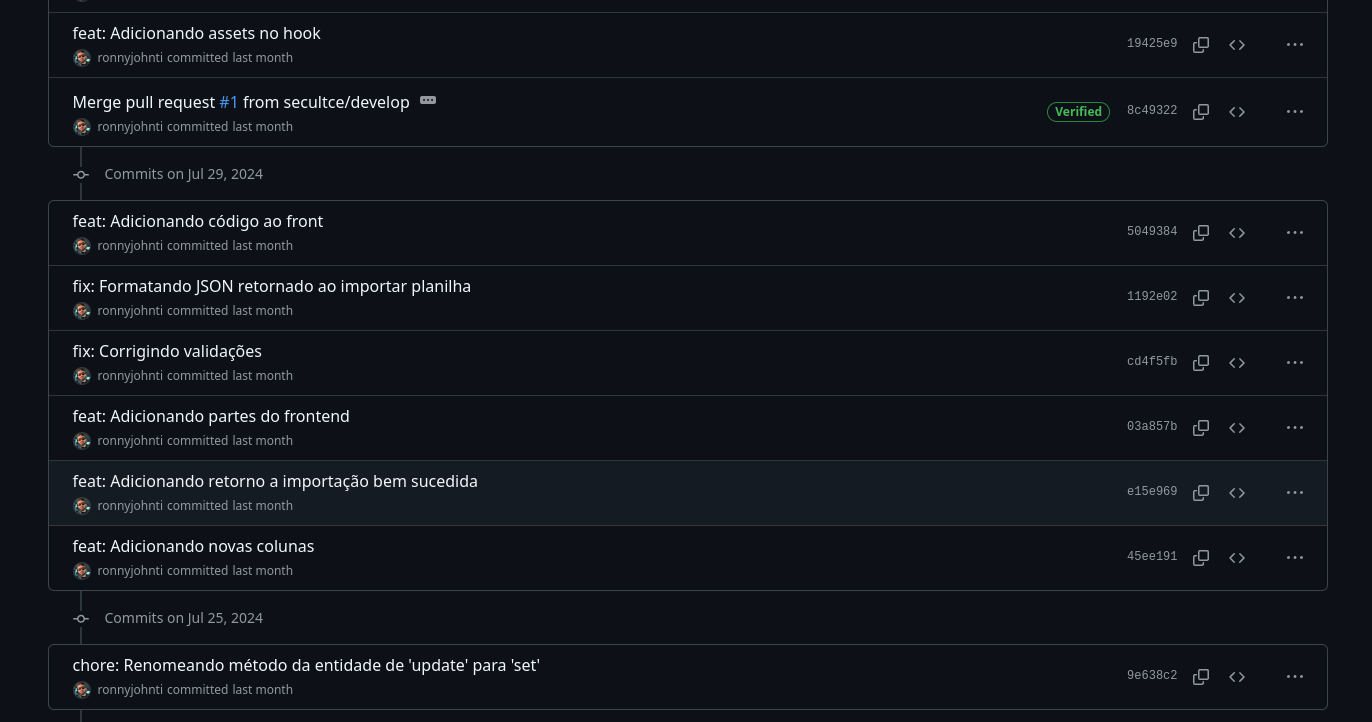 feat: Adicionando assets no hook
ronnyjohnti committed last month
19425e9
Merge pull request #1 from secultce/develop
ronnyjohnti committed last month
Verified
8c49322
Commits on Jul 29, 2024
feat: Adicionando código ao front
ronnyjohnti committed last month
5049384
fix: Formatando JSON retornado ao importar planilha
ronnyjohnti committed last month
1192e02
fix: Corrigindo validações
ronnyjohnti committed last month
cd4f5fb
feat: Adicionando partes do frontend
ronnyjohnti committed last month
03a857b
feat: Adicionando retorno a importação bem sucedida
ronnyjohnti committed last month
e15e969
feat: Adicionando novas colunas
ronnyjohnti committed last month
45ee191
Commits on Jul 25, 2024
chore: Renomeando método da entidade de 'update' para 'set'
ronnyjohnti committed last month
9e638c2